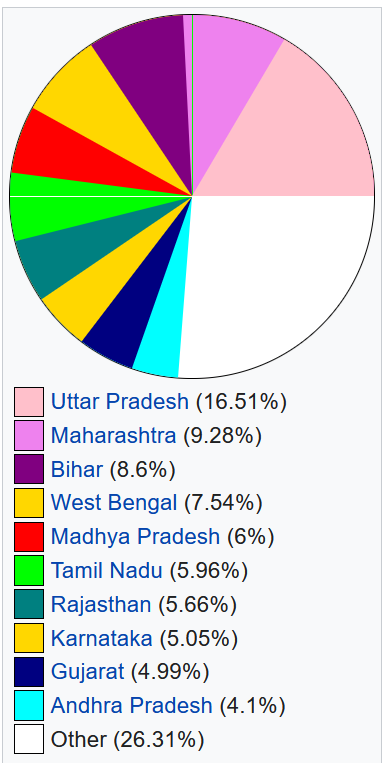 Uttar Pradesh (16.51%)
Maharashtra (9.28%)
Bihar (8.6%)
West Bengal (7.54%)
Madhya Pradesh (6%)
Tamil Nadu (5.96%)
Rajasthan (5.66%)
Karnataka (5.05%)
Gujarat (4.99%)
Andhra Pradesh (4.1%)
Other (26.31%)